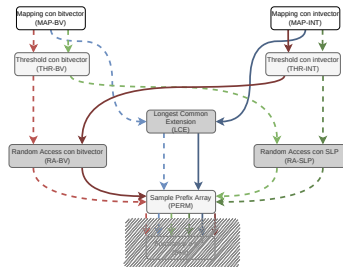 Mapping con bitvector
(MAP-BV)
Mapping con intvector
(MAP-INT)
Threshold con bitvector
(THR-BV)
Threshold con intvector
(THR-INT)
Longest Common
Extension
(LCE)
Random Access con bitvector
(RA-BV)
Random Access con SLP
(RA-SLP)
Sample Prefix Array
(PERM)